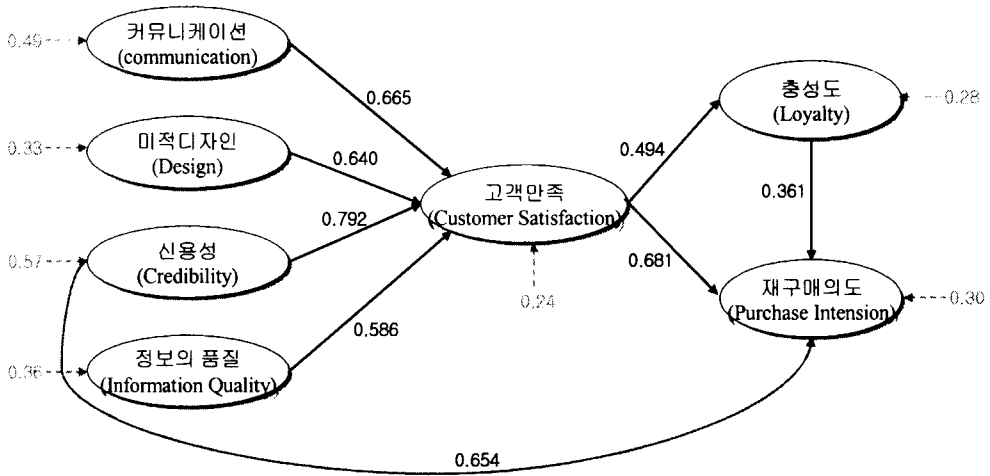 커뮤니케이션
(communication)
0.49
0.665
미적디자인
(Design)
0.33
0.640
신용성
(Credibility)
0.57
0.792
정보의 품질
(Information Quality)
0.36
0.586
고객만족
(Customer Satisfaction)
0.24
0.494
0.681
충성도
(Loyalty)
0.28
0.361
재구매의도
(Purchase Intension)
0.30
0.654